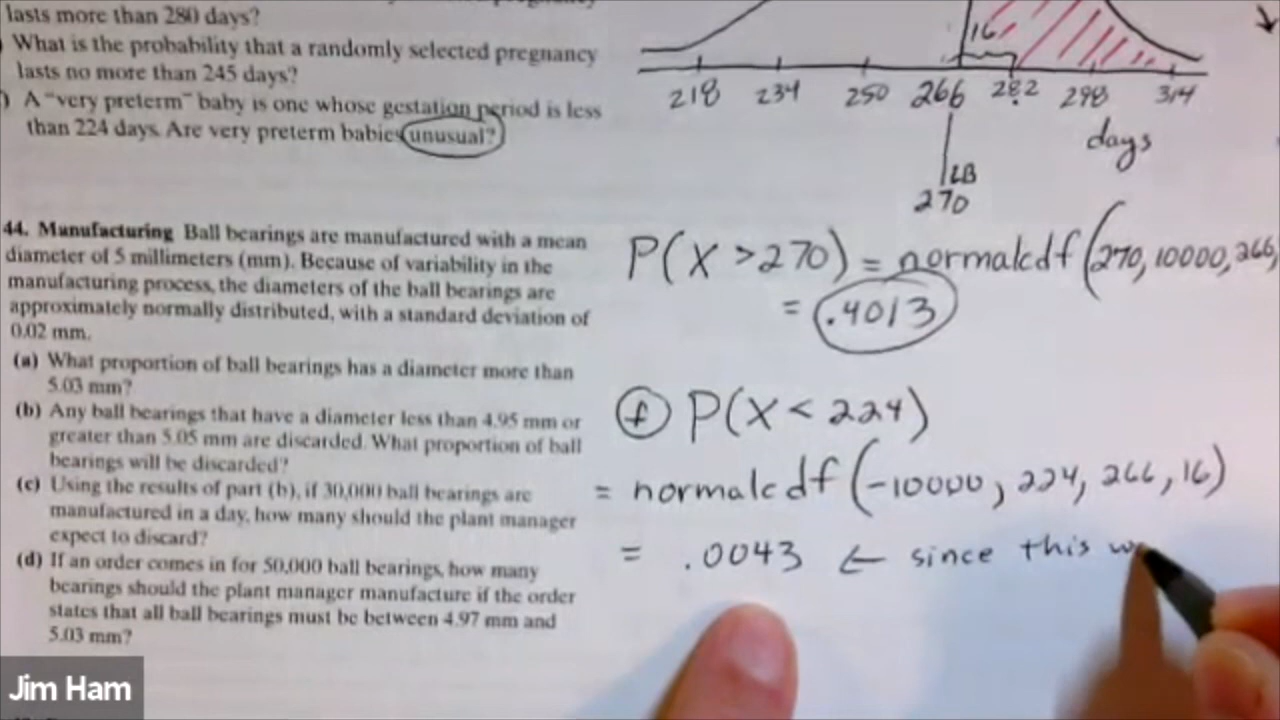 lasts more than 280 days?
What is the probability that a randomly selected pregnancy
lasts no more than 245 days?
) A "very preterm" baby is one whose gestation period is less
than 224 days. Are very preterm babies unusual?
44. Manufacturing Ball bearings are manufactured with a mean
diameter of 5 millimeters (mm). Because of variability in the
manufacturing process, the diameters of the ball bearings are
approximately normally distributed, with a standard deviation of
0.02 mm.
(a) What proportion of ball bearings has a diameter more than
5.03 mm?
(b) Any ball bearings that have a diameter less than 4.95 mm or
greater than 5.05 mm are discarded. What proportion of ball
bearings will be discarded?
(c) Using the results of part (b), if 30,000 ball bearings are
manufactured in a day, how many should the plant manager
expect to discard?
(d) If an order comes in for 50,000 ball bearings, how many
bearings should the plant manager manufacture if the order
states that all ball bearings must be between 4.97 mm and
5.03 mm?
16
218 234 250 266 282 298 314
days
LB
270
P(X > 270) = normalcdf(270, 10000, 266,
= .4013
f P(X < 224)
= normalcdf(-10000, 224, 266, 16)
= .0043 ← since this w
Jim Ham